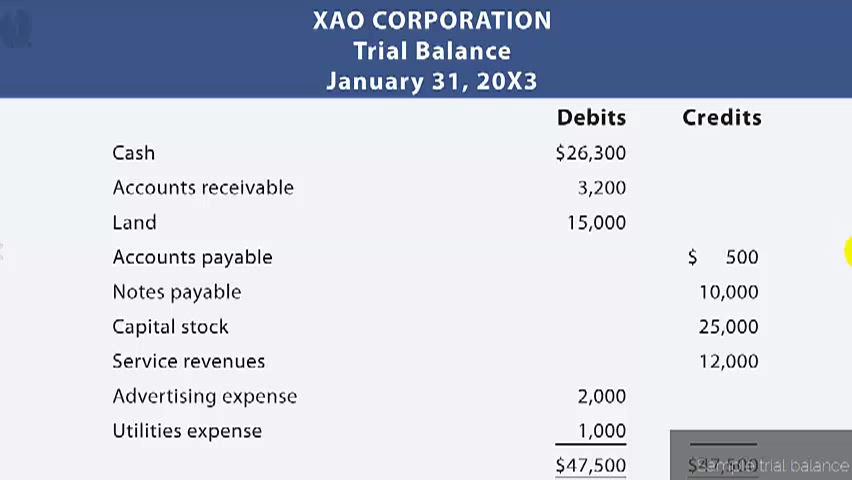 XAO CORPORATION
Trial Balance
January 31, 20X3
Debits Credits
Cash $26,300
Accounts receivable 3,200
Land 15,000
Accounts payable $ 500
Notes payable 10,000
Capital stock 25,000
Service revenues 12,000
Advertising expense 2,000
Utilities expense 1,000
$47,500 $47,500
Sample trial balance